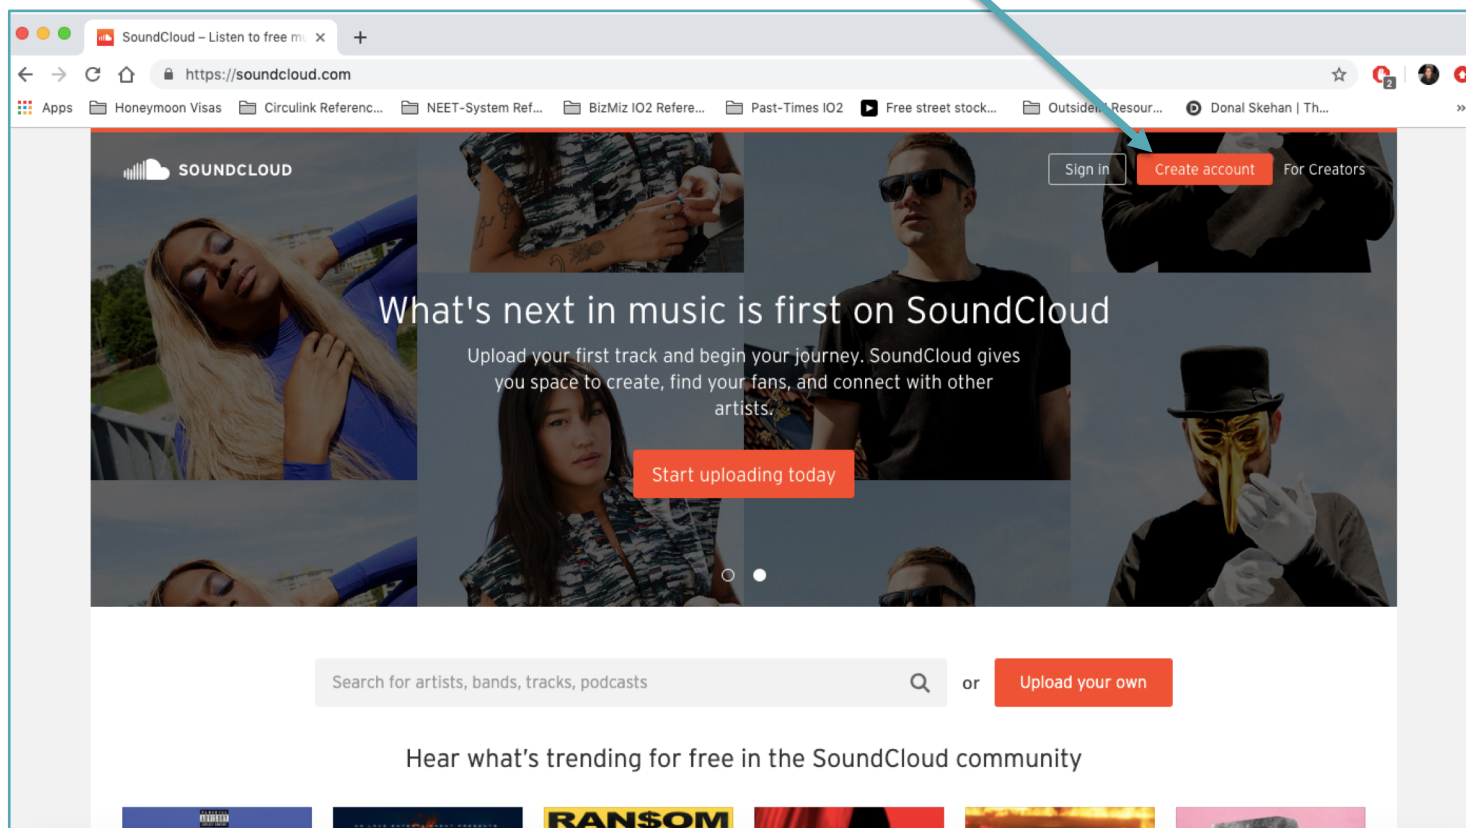 SoundCloud – Listen to free mu
https://soundcloud.com
2
Apps
Honeymoon Visas
Circulink Referenc...
NEET-System Ref...
BizMiz IO2 Refere...
Past-Times IO2
Free street stock...
Resour...
Donal Skehan | Th...
»
SOUNDCLOUD
Sign in
Create account
For Creators
What's next in music is first on SoundCloud
Upload your first track and begin your journey. SoundCloud gives
you space to create, find your fans, and connect with other
artists.
Start uploading today
Search for artists, bands, tracks, podcasts
or
Upload your own
Hear what's trending for free in the SoundCloud community
RAN$OM